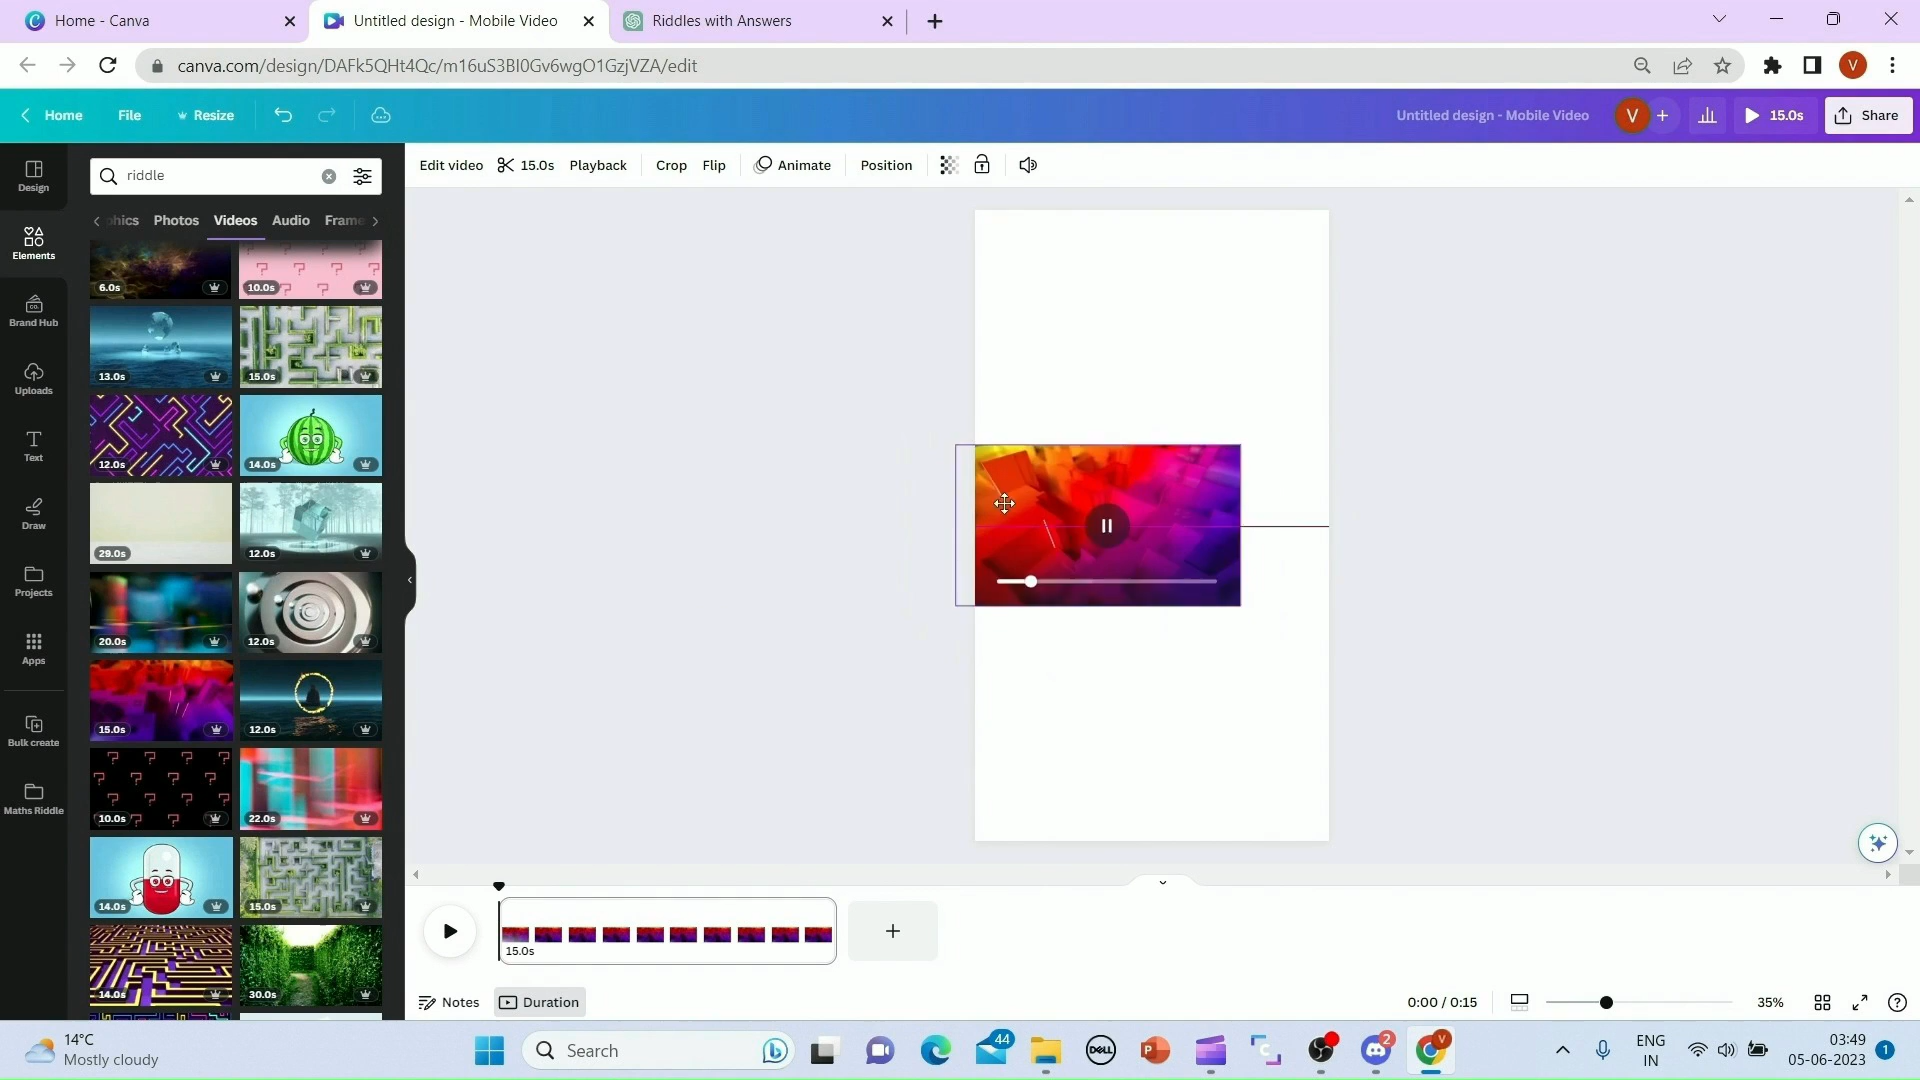 Home - Canva
Untitled design - Mobile Video
Riddles with Answers
canva.com/design/DAFk5QHt4Qc/m16uS3BI0Gv6wgO1GzjVZA/edit
V
Home
File
Resize
Untitled design - Mobile Video
V
15.0s
Share
Design
Elements
Brand Hub
Uploads
Text
Draw
Projects
Apps
Bulk create
Maths Riddle
riddle
Photos
Videos
Audio
6.0s
10.0s
13.0s
15.0s
12.0s
14.0s
29.0s
12.0s
20.0s
12.0s
15.0s
12.0s
10.0s
22.0s
14.0s
15.0s
14.0s
30.0s
Edit video
15.0s
Playback
Crop
Flip
Animate
Position
15.0s
Notes
Duration
0:00 / 0:15
35%
14°C
Mostly cloudy
Search
44
DELL
2
V
ENG
IN
03:49
05-06-2023
1